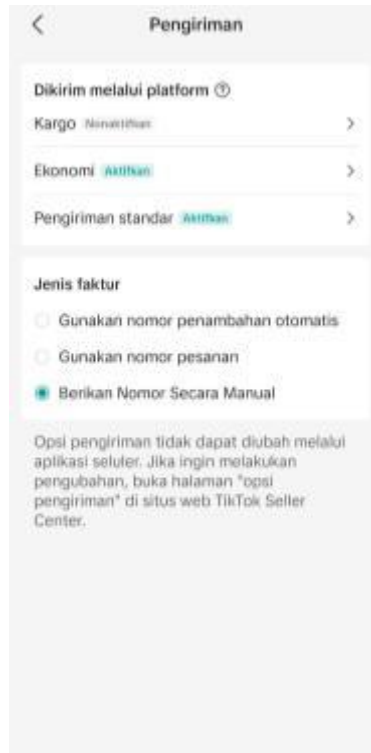 Pengiriman
Dikirim melalui platform
Kargo Nonaktifkan
Ekonomi Aktifkan
Pengiriman standar Aktifkan
Jenis faktur
Gunakan nomor penambahan otomatis
Gunakan nomor pesanan
Berikan Nomor Secara Manual
Opsi pengiriman tidak dapat diubah melalui
aplikasi seluler. Jika ingin melakukan
pengubahan, buka halaman "opsi
pengiriman" di situs web TikTok Seller
Center.